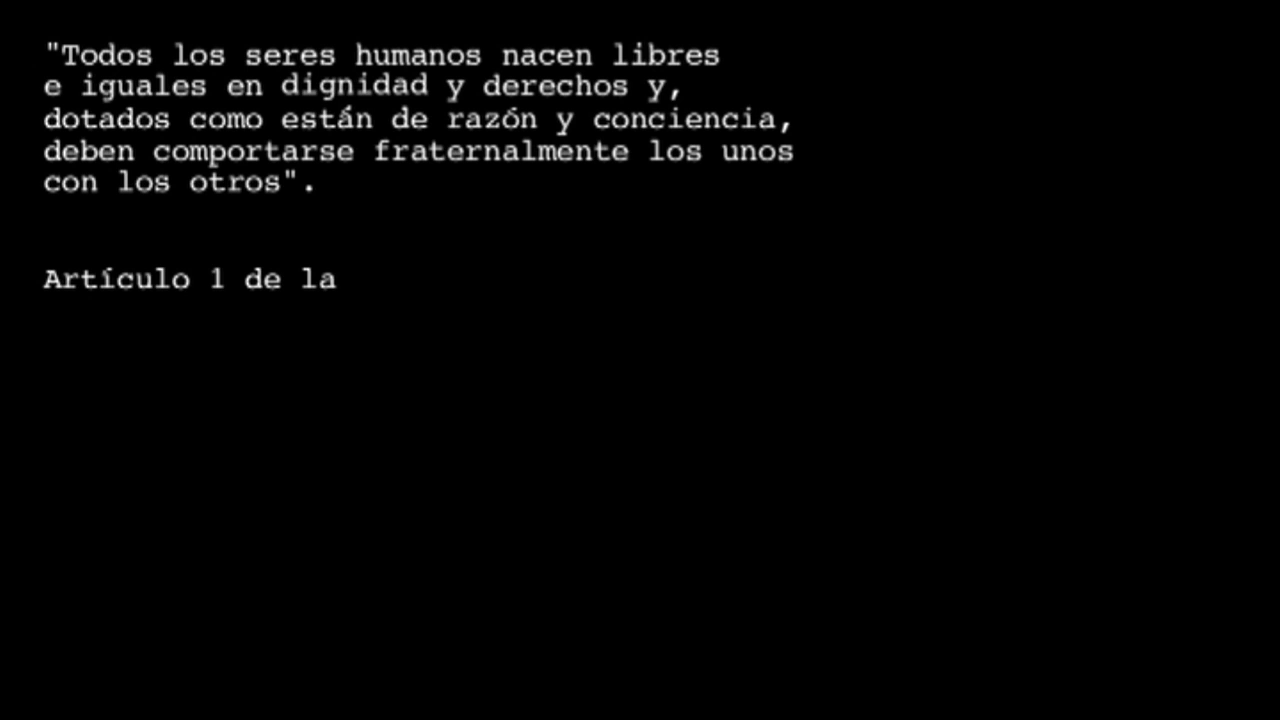 "Todos los seres humanos nacen libres
e iguales en dignidad y derechos y,
dotados como están de razón y conciencia,
deben comportarse fraternalmente los unos
con los otros".
Artículo 1 de la